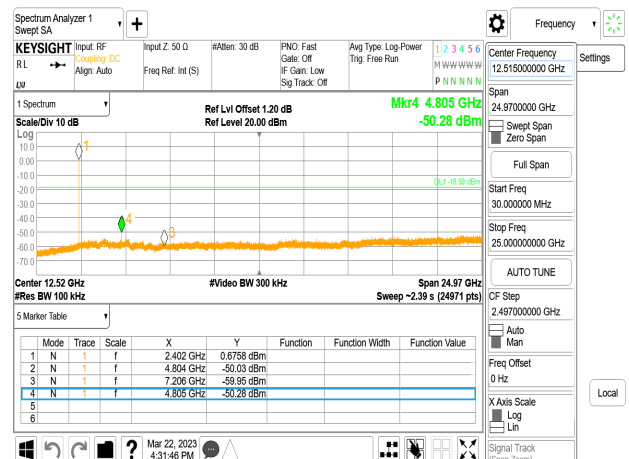 Spectrum Analyzer 1
Swept SA
Frequency
KEYSIGHT Input: RF
Input Z: 50 Ω
#Atten: 30 dB
PNO: Fast
Avg Type: Log-Power
1 2 3 4 5 6
R L
Coupling: DC
Gate: Off
Trig: Free Run
Align: Auto
Freq Ref: Int (S)
IF Gain: Low
M W W W W W
Sig Track: Off
P N N N N N
1 Spectrum
Scale/Div 10 dB
Ref Lvl Offset 1.20 dB
Ref Level 20.00 dBm
Mkr4 4.805 GHz
-50.28 dBm
Log
10.0
0.00
-10.0
-20.0
-30.0
-40.0
-50.0
-60.0
-70.0
1
4
3
DL1 -18.50 dBm
Center 12.52 GHz
#Video BW 300 kHz
Span 24.97 GHz
#Res BW 100 kHz
Sweep ~2.39 s (24971 pts)
5 Marker Table
Mode Trace Scale X Y Function Function Width Function Value
1 N 1 f 2.402 GHz 0.6758 dBm
2 N 1 f 4.804 GHz -50.03 dBm
3 N 1 f 7.206 GHz -59.95 dBm
4 N 1 f 4.805 GHz -50.28 dBm
5
6
Mar 22, 2023
4:31:46 PM
Center Frequency
12.515000000 GHz
Settings
Span
24.9700000 GHz
Swept Span
Zero Span
Full Span
Start Freq
30.000000 MHz
Stop Freq
25.000000000 GHz
AUTO TUNE
CF Step
2.497000000 GHz
Auto
Man
Freq Offset
0 Hz
Local
X Axis Scale
Log
Lin
Signal Track